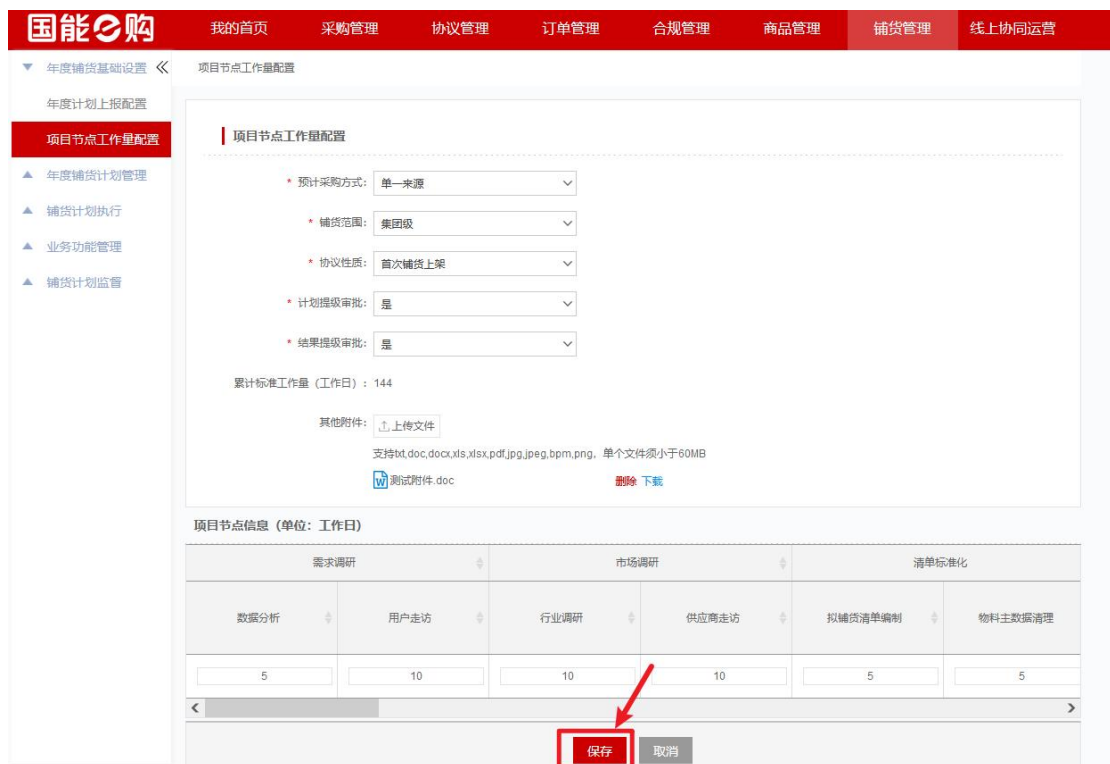 国能e购 我的首页 采购管理 协议管理 订单管理 合规管理 商品管理 铺货管理 线上协同运营
年度铺货基础设置
年度计划上报配置
项目节点工作量配置
年度铺货计划管理
铺货计划执行
业务功能管理
铺货计划监督
项目节点工作量配置
项目节点工作量配置
* 预计采购方式: 单一来源
* 铺货范围: 集团级
* 协议性质: 首次铺货上架
* 计划提级审批: 是
* 结果提级审批: 是
累计标准工作量（工作日）: 144
其他附件: 上传文件
支持txt,doc,docx,xls,xlsx,pdf,jpg,jpeg,bpm,png, 单个文件须小于60MB
测试附件.doc 删除 下载
项目节点信息（单位：工作日）
需求调研 市场调研 清单标准化
数据分析 用户走访 行业调研 供应商走访 拟铺货清单编制 物料主数据清理
5 10 10 10 5 5
保存 取消